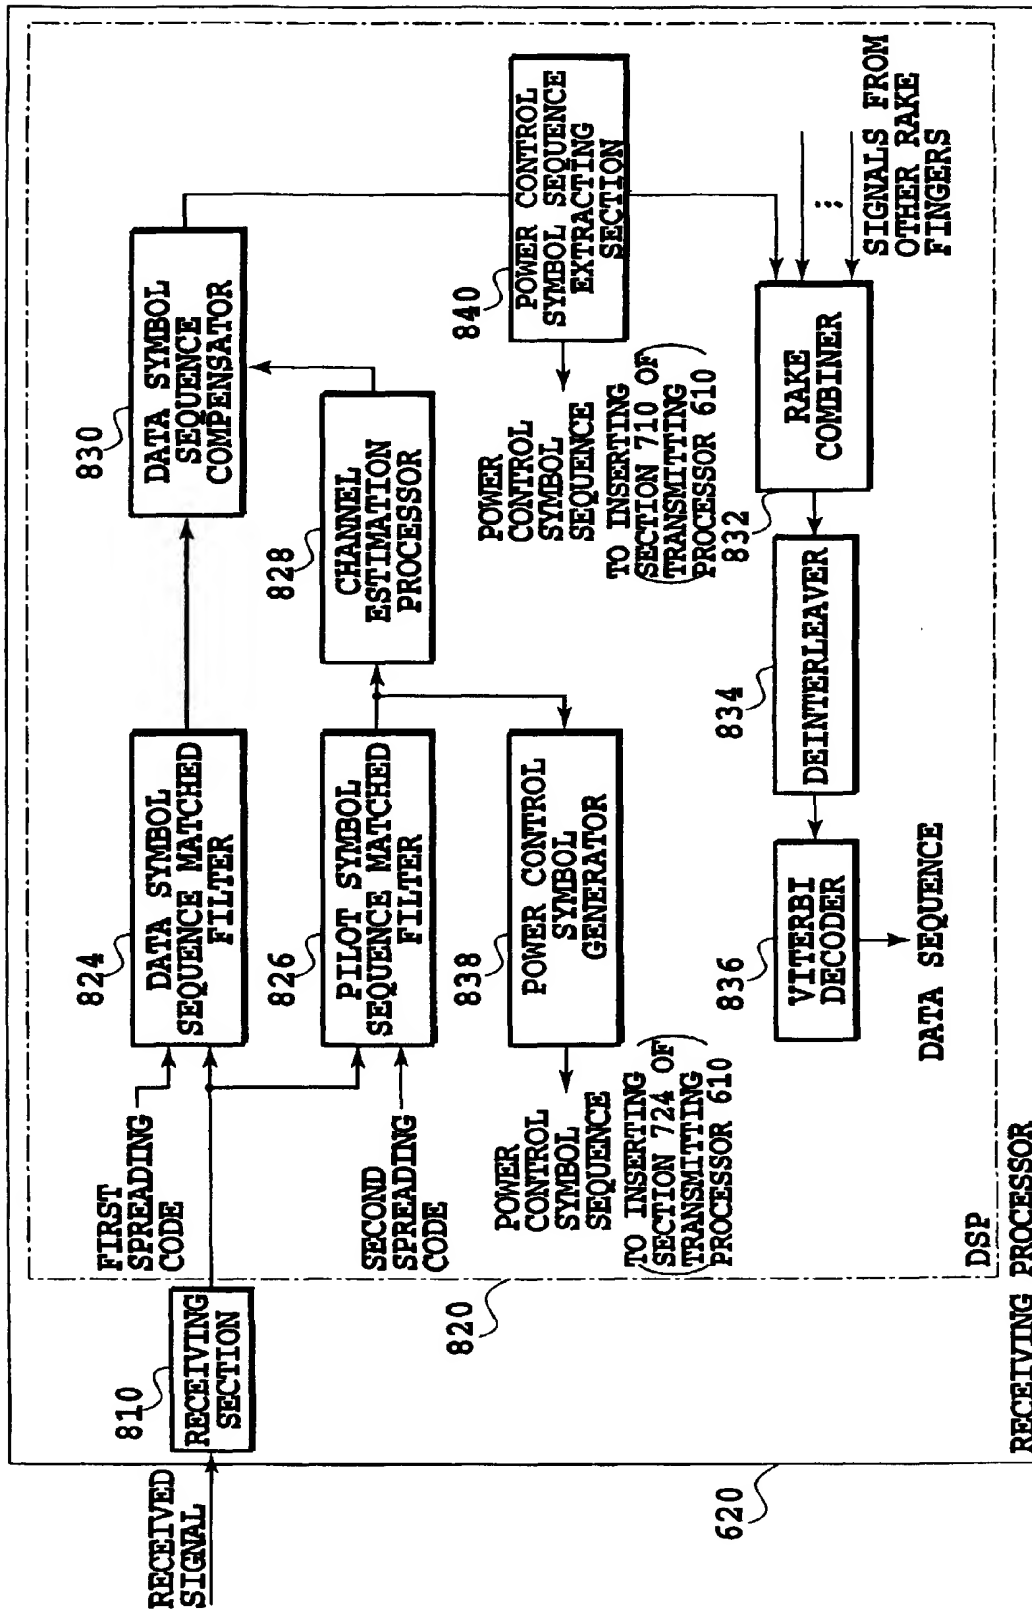 RECEIVED
SIGNAL
810
RECEIVING
SECTION
FIRST
SPREADING
CODE
824
DATA SYMBOL
SEQUENCE MATCHED
FILTER
830
DATA SYMBOL
SEQUENCE
COMPENSATOR
SECOND
SPREADING
CODE
826
PILOT SYMBOL
SEQUENCE MATCHED
FILTER
828
CHANNEL
ESTIMATION
PROCESSOR
838
POWER CONTROL
SYMBOL
GENERATOR
POWER
CONTROL
SYMBOL
SEQUENCE
(TO INSERTING
SECTION 724 OF
TRANSMITTING
PROCESSOR 610)
840
POWER CONTROL
SYMBOL SEQUENCE
EXTRACTING
SECTION
POWER
CONTROL
SYMBOL
SEQUENCE
(TO INSERTING
SECTION 710 OF
TRANSMITTING
PROCESSOR 610)
832
RAKE
COMBINER
SIGNALS FROM
OTHER RAKE
FINGERS
834
DEINTERLEAVER
836
VITERBI
DECODER
DATA SEQUENCE
820
DSP
620
RECEIVING PROCESSOR